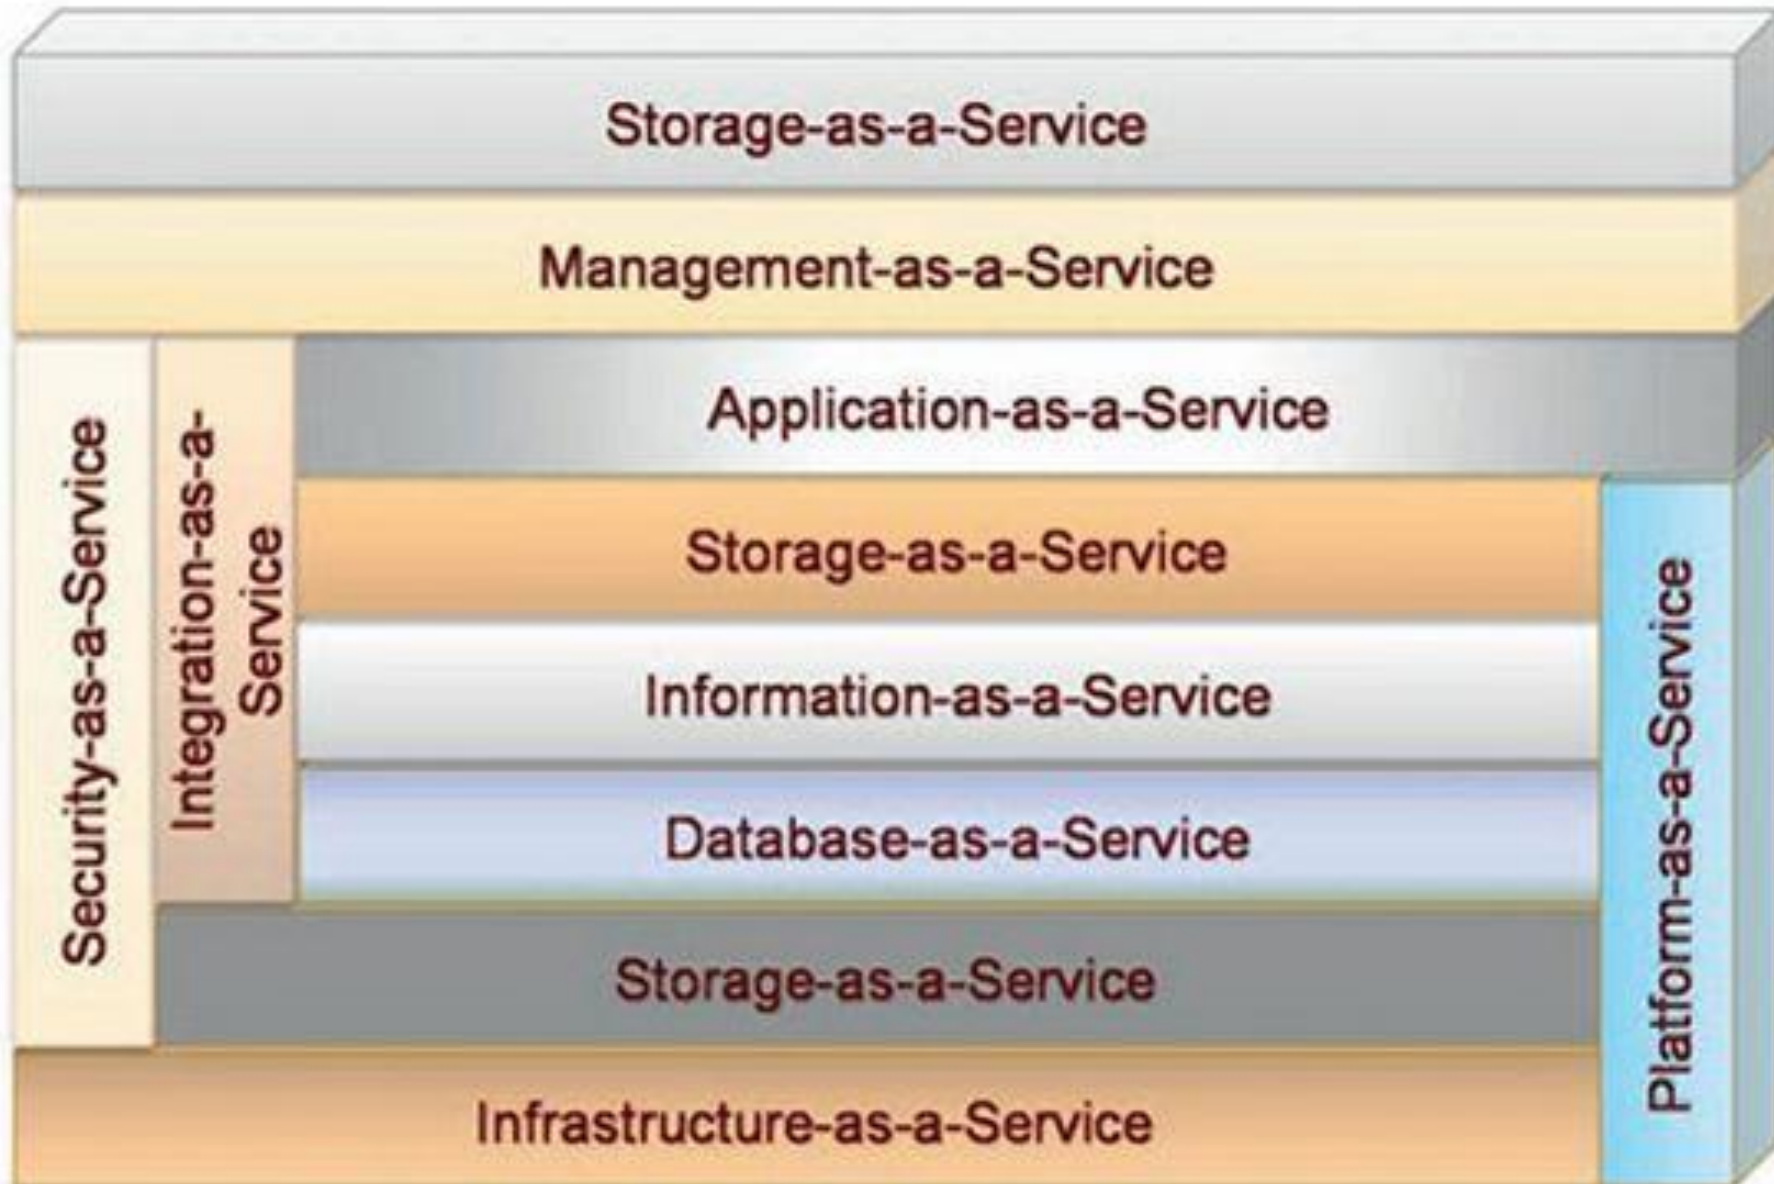 Storage-as-a-Service
Management-as-a-Service
Security-as-a-Service
Integration-as-a-
Service
Application-as-a-Service
Storage-as-a-Service
Information-as-a-Service
Database-as-a-Service
Storage-as-a-Service
Platform-as-a-Service
Infrastructure-as-a-Service